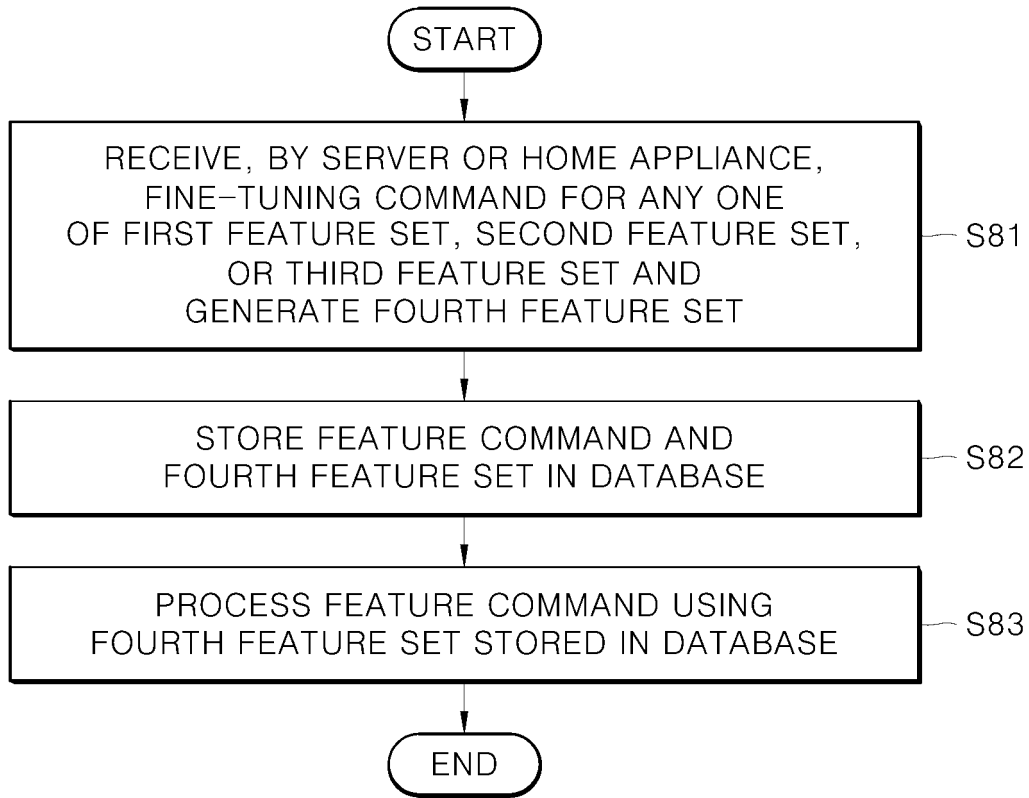 START
RECEIVE, BY SERVER OR HOME APPLIANCE,
FINE-TUNING COMMAND FOR ANY ONE
OF FIRST FEATURE SET, SECOND FEATURE SET,
OR THIRD FEATURE SET AND
GENERATE FOURTH FEATURE SET
S81
STORE FEATURE COMMAND AND
FOURTH FEATURE SET IN DATABASE
S82
PROCESS FEATURE COMMAND USING
FOURTH FEATURE SET STORED IN DATABASE
S83
END